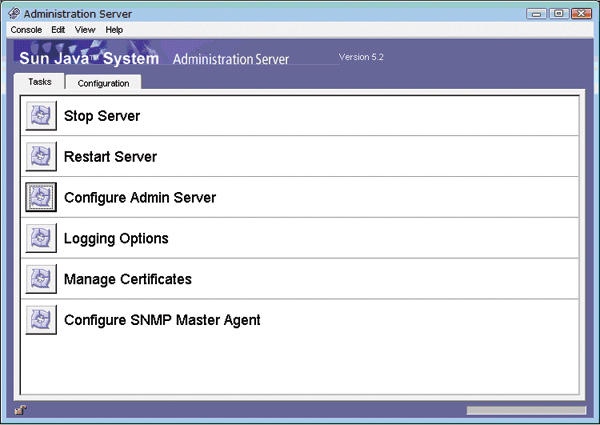 Administration Server
Console Edit View Help
Sun Java™ System Administration Server Version 5.2
Tasks Configuration
Stop Server
Restart Server
Configure Admin Server
Logging Options
Manage Certificates
Configure SNMP Master Agent